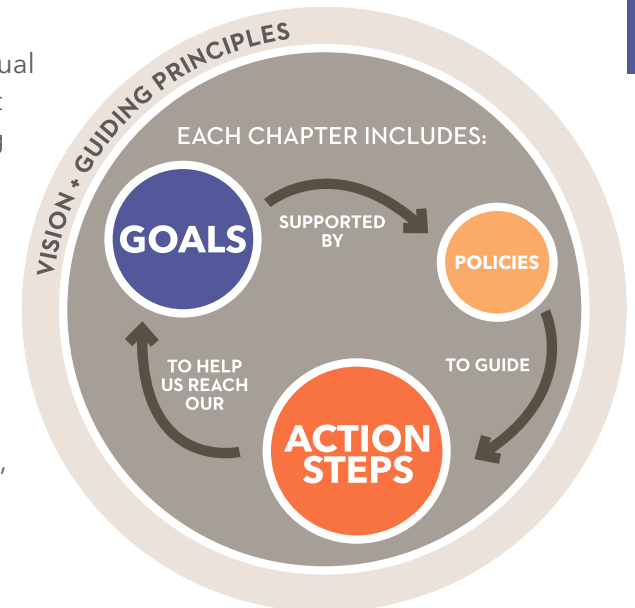 VISION + GUIDING PRINCIPLES
EACH CHAPTER INCLUDES:
GOALS
SUPPORTED
BY
POLICIES
TO GUIDE
ACTION
STEPS
TO HELP
US REACH
OUR